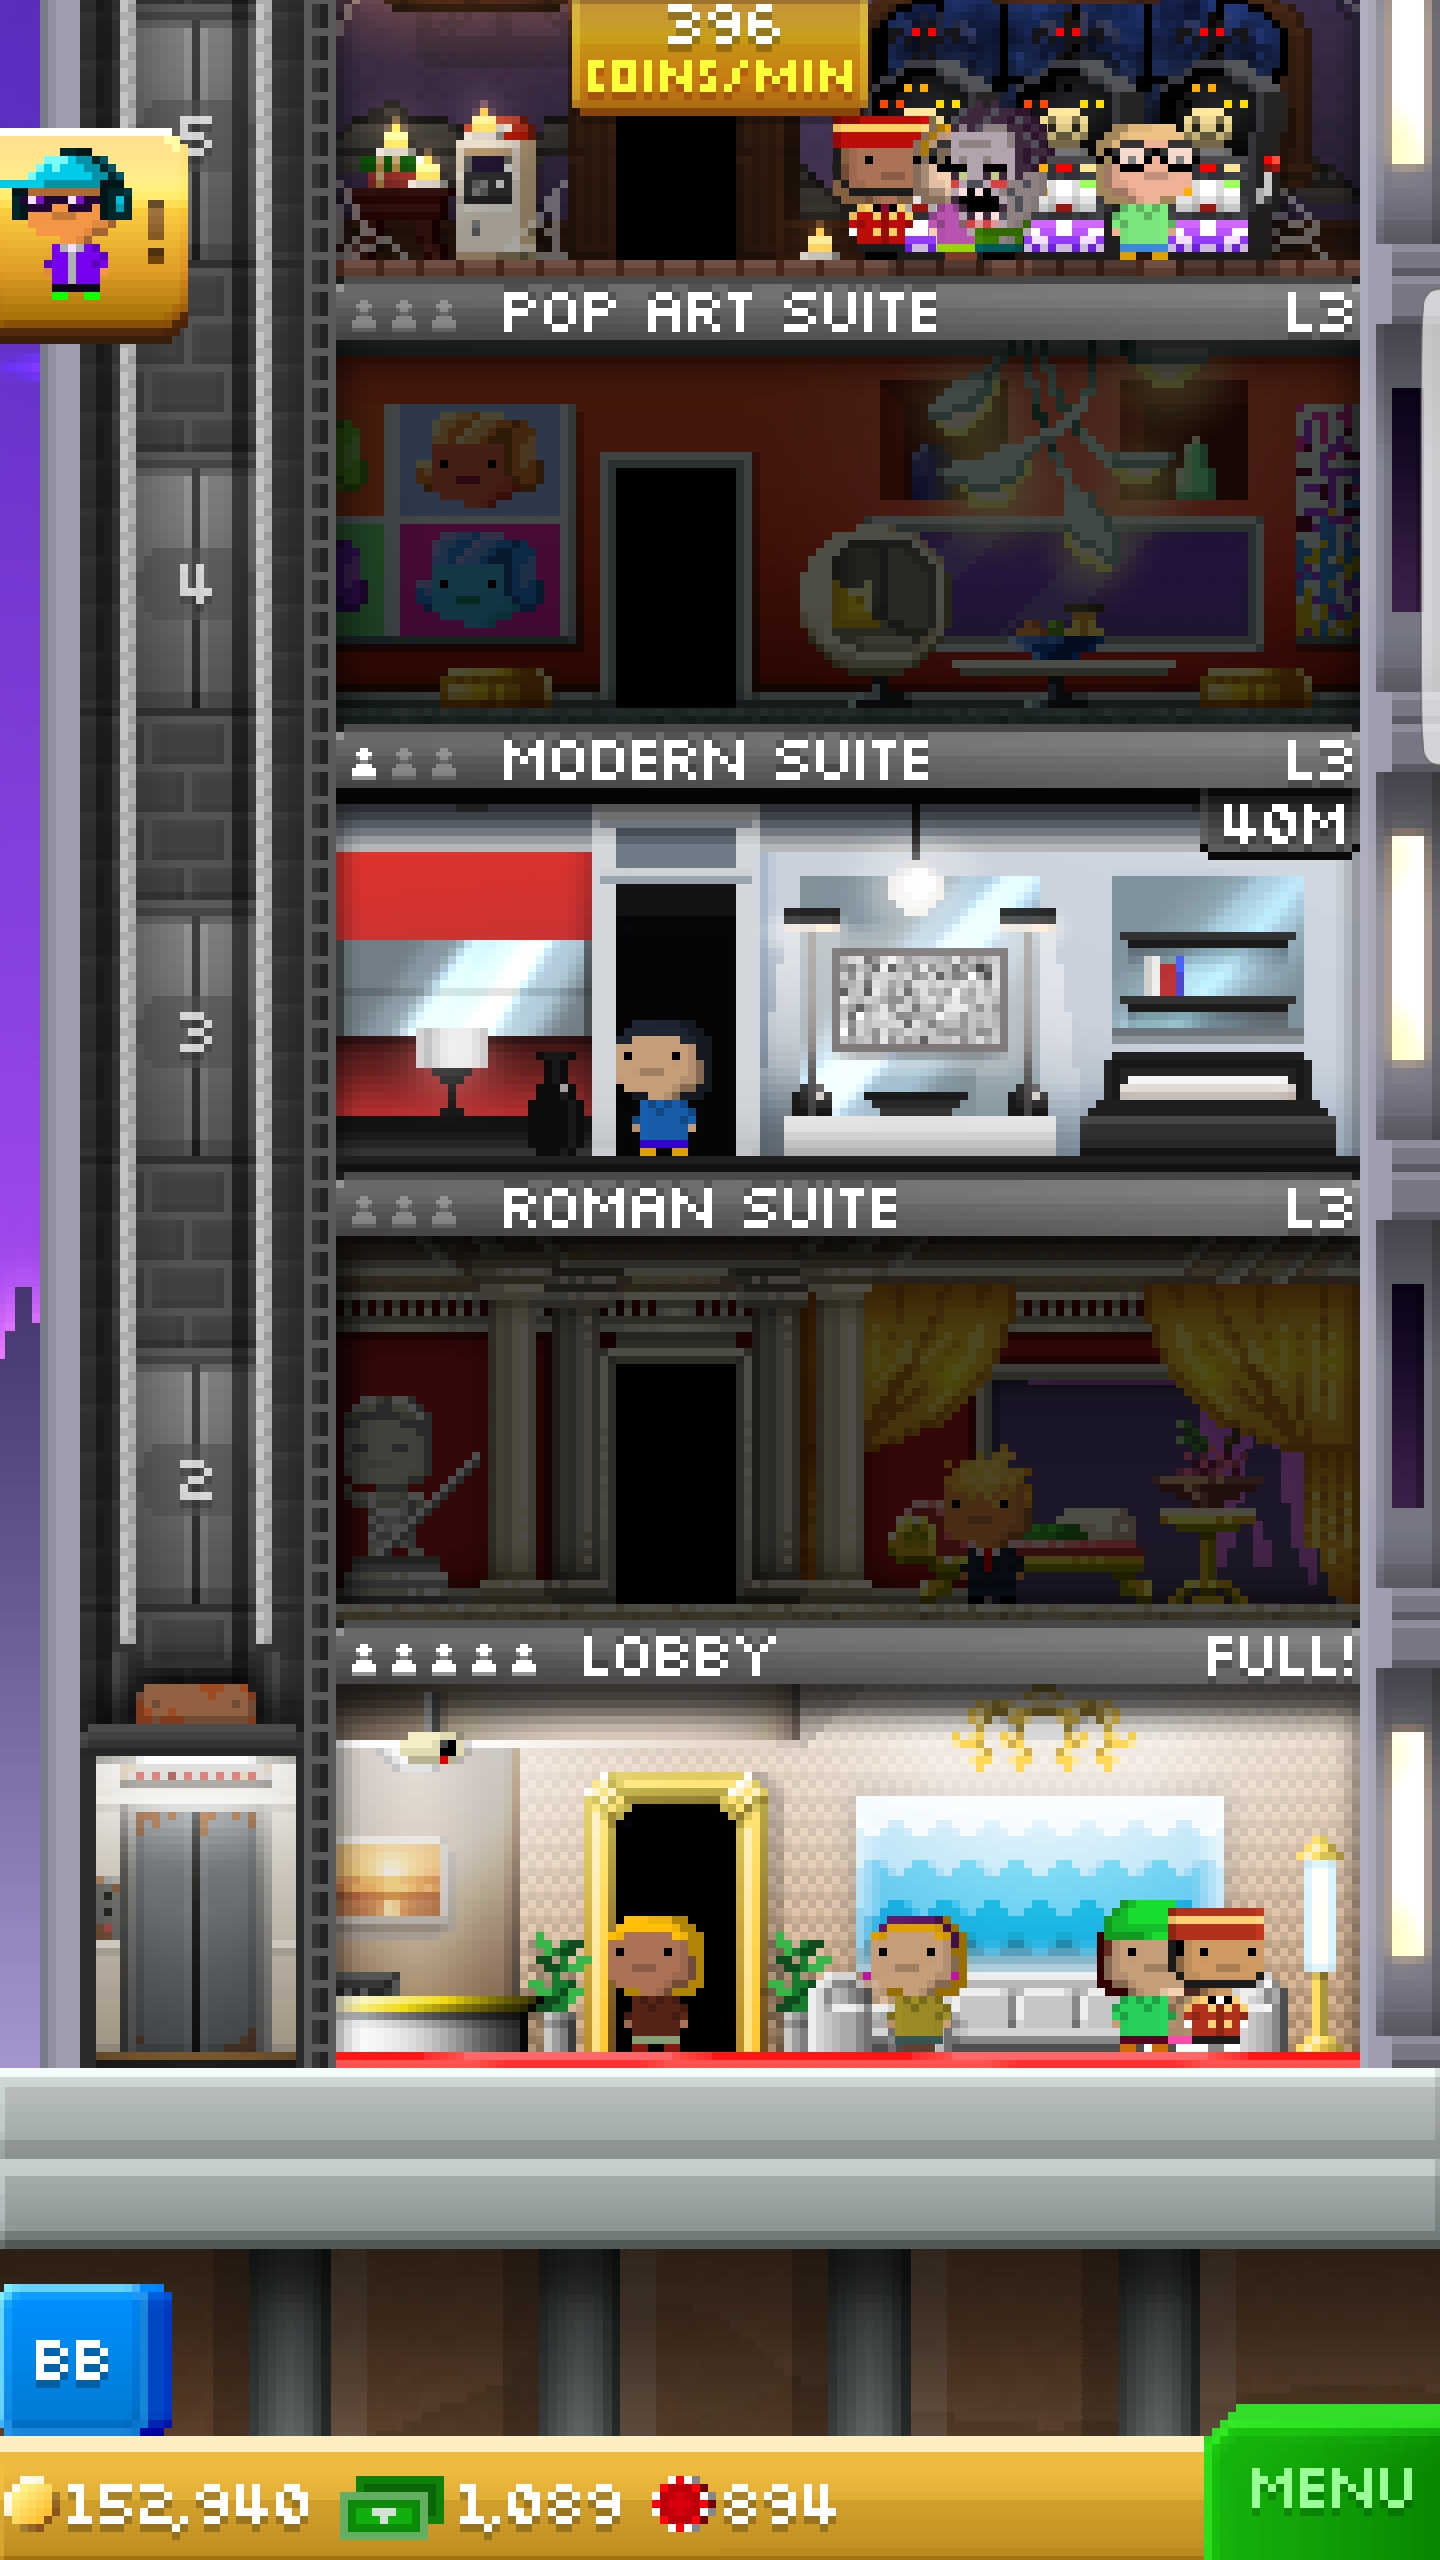 396
COINS/MIN
5
!
POP ART SUITE L3
4
MODERN SUITE L3
40M
3
ROMAN SUITE L3
2
LOBBY FULL!
BB
MENU
152,940 1,089 894